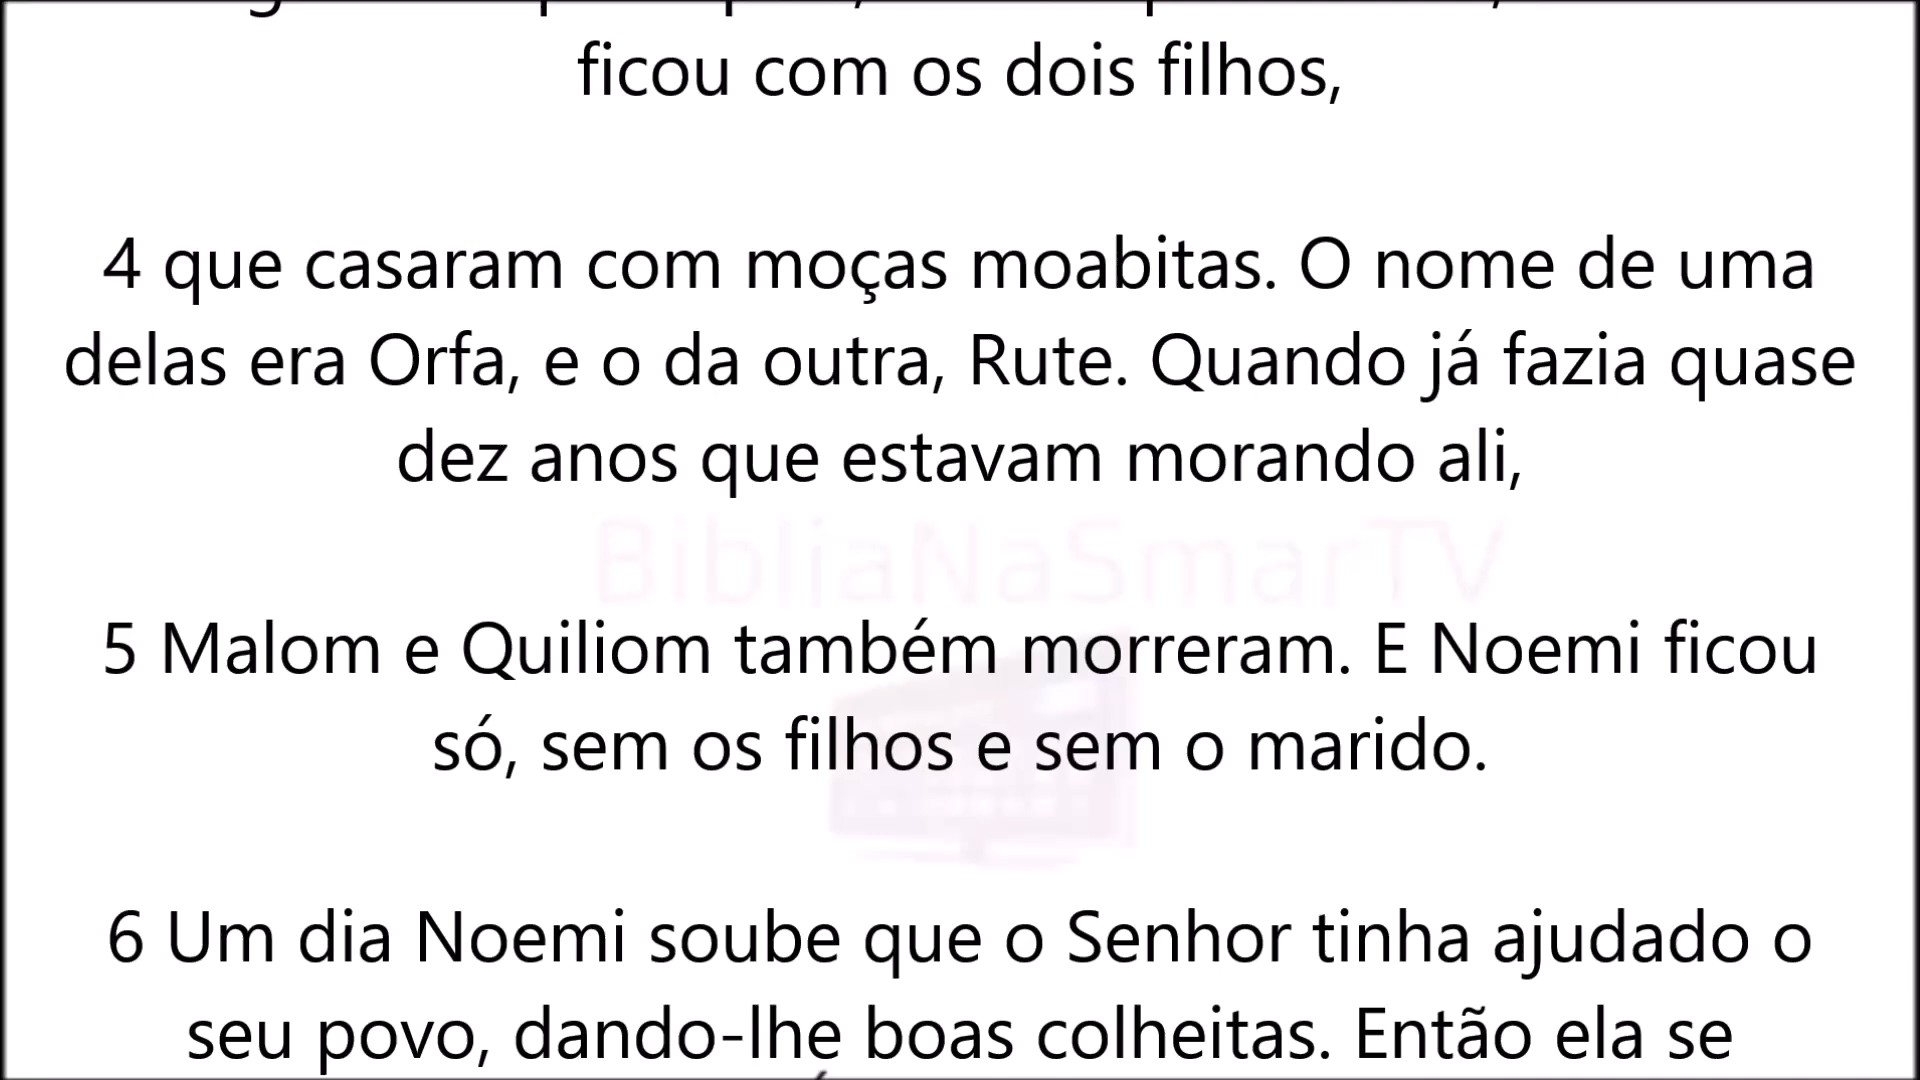 ficou com os dois filhos,
4 que casaram com moças moabitas. O nome de uma
delas era Orfa, e o da outra, Rute. Quando já fazia quase
dez anos que estavam morando ali,
BibliaNaSmarTV
5 Malom e Quiliom também morreram. E Noemi ficou
só, sem os filhos e sem o marido.
6 Um dia Noemi soube que o Senhor tinha ajudado o
seu povo, dando-lhe boas colheitas. Então ela se